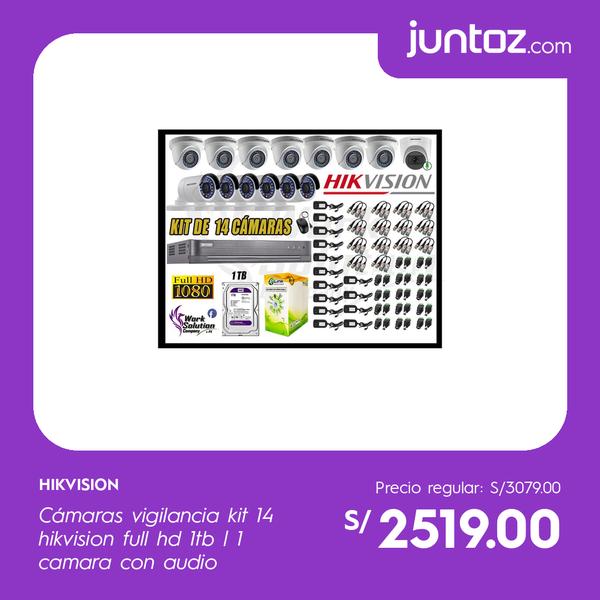 juntoz.com
HIKVISION
KIT DE 14 CÁMARAS
Full HD
1080
1TB
Work
Solution
Company
HIKVISION
Cámaras vigilancia kit 14
hikvision full hd 1tb | 1
camara con audio
Precio regular: S/3079.00
S/ 2519.00